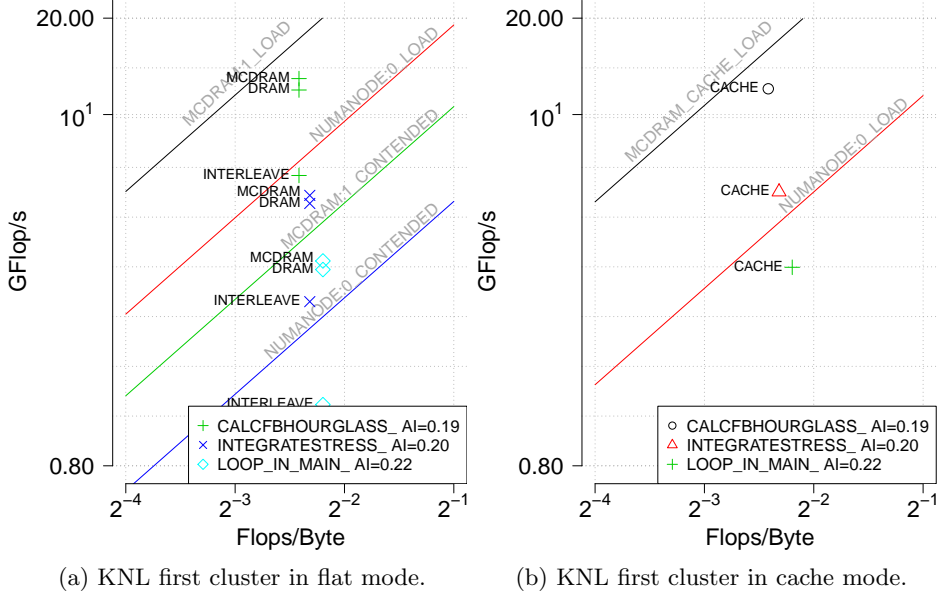 20.00
10¹
0.80
GFlop/s
MCDRAM:1_LOAD
NUMANODE:0_LOAD
MCDRAM:1_CONTENDED
NUMANODE:0_CONTENDED
MCDRAM
DRAM
INTERLEAVE
MCDRAM
DRAM
MCDRAM
DRAM
INTERLEAVE
INTERLEAVE
CALCFBHOURGLASS_ AI=0.19
INTEGRATESTRESS_ AI=0.20
LOOP_IN_MAIN_ AI=0.22
2⁻⁴ 2⁻³ 2⁻² 2⁻¹
Flops/Byte
(a) KNL first cluster in flat mode.
20.00
10¹
0.80
GFlop/s
MCDRAM_CACHE_LOAD
NUMANODE:0_LOAD
CACHE
CACHE
CACHE
CALCFBHOURGLASS_ AI=0.19
INTEGRATESTRESS_ AI=0.20
LOOP_IN_MAIN_ AI=0.22
2⁻⁴ 2⁻³ 2⁻² 2⁻¹
Flops/Byte
(b) KNL first cluster in cache mode.